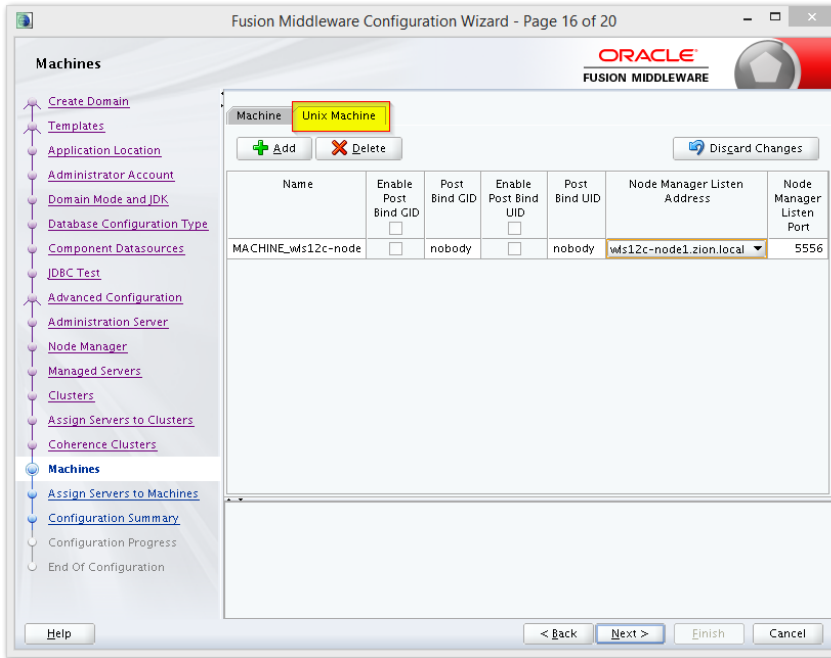 Fusion Middleware Configuration Wizard - Page 16 of 20
Machines
ORACLE
FUSION MIDDLEWARE
Create Domain
Templates
Application Location
Administrator Account
Domain Mode and JDK
Database Configuration Type
Component Datasources
JDBC Test
Advanced Configuration
Administration Server
Node Manager
Managed Servers
Clusters
Assign Servers to Clusters
Coherence Clusters
Machines
Assign Servers to Machines
Configuration Summary
Configuration Progress
End Of Configuration
Machine Unix Machine
Add Delete Discard Changes
Name
Enable Post Bind GID
Post Bind GID
Enable Post Bind UID
Post Bind UID
Node Manager Listen Address
Node Manager Listen Port
MACHINE_wls12c-node nobody nobody wls12c-node1.zion.local 5556
Help < Back Next > Finish Cancel